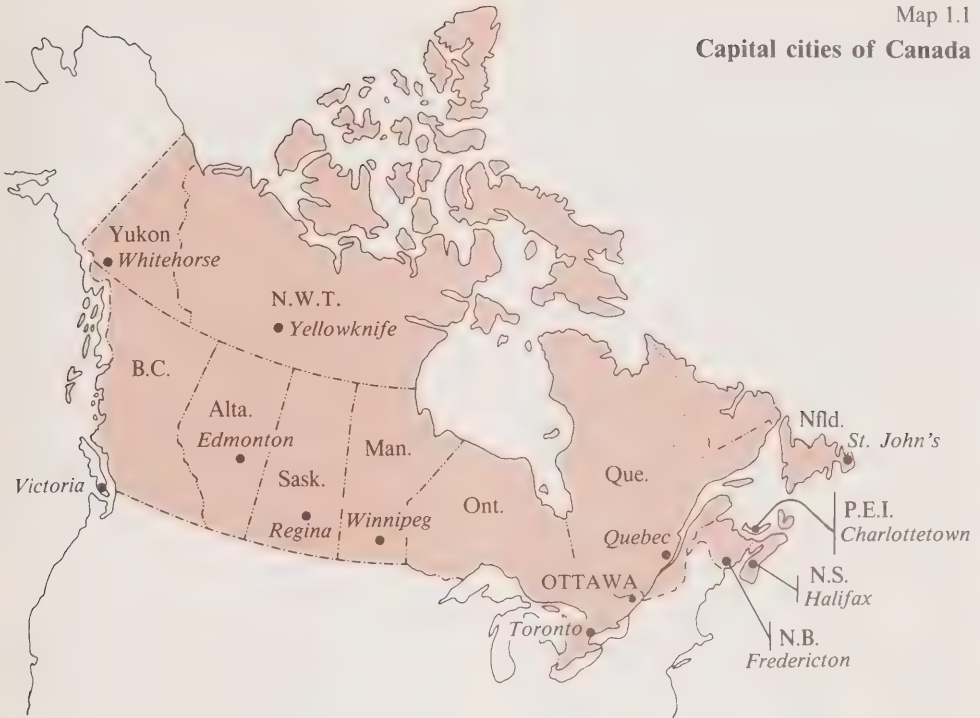 Map 1.1
Capital cities of Canada
Yukon
Whitehorse
N.W.T.
Yellowknife
B.C.
Alta.
Edmonton
Man.
Sask.
Regina
Winnipeg
Victoria
Ont.
Que.
Quebec
OTTAWA
Toronto
Nfld.
St. John's
P.E.I.
Charlottetown
N.S.
Halifax
N.B.
Fredericton